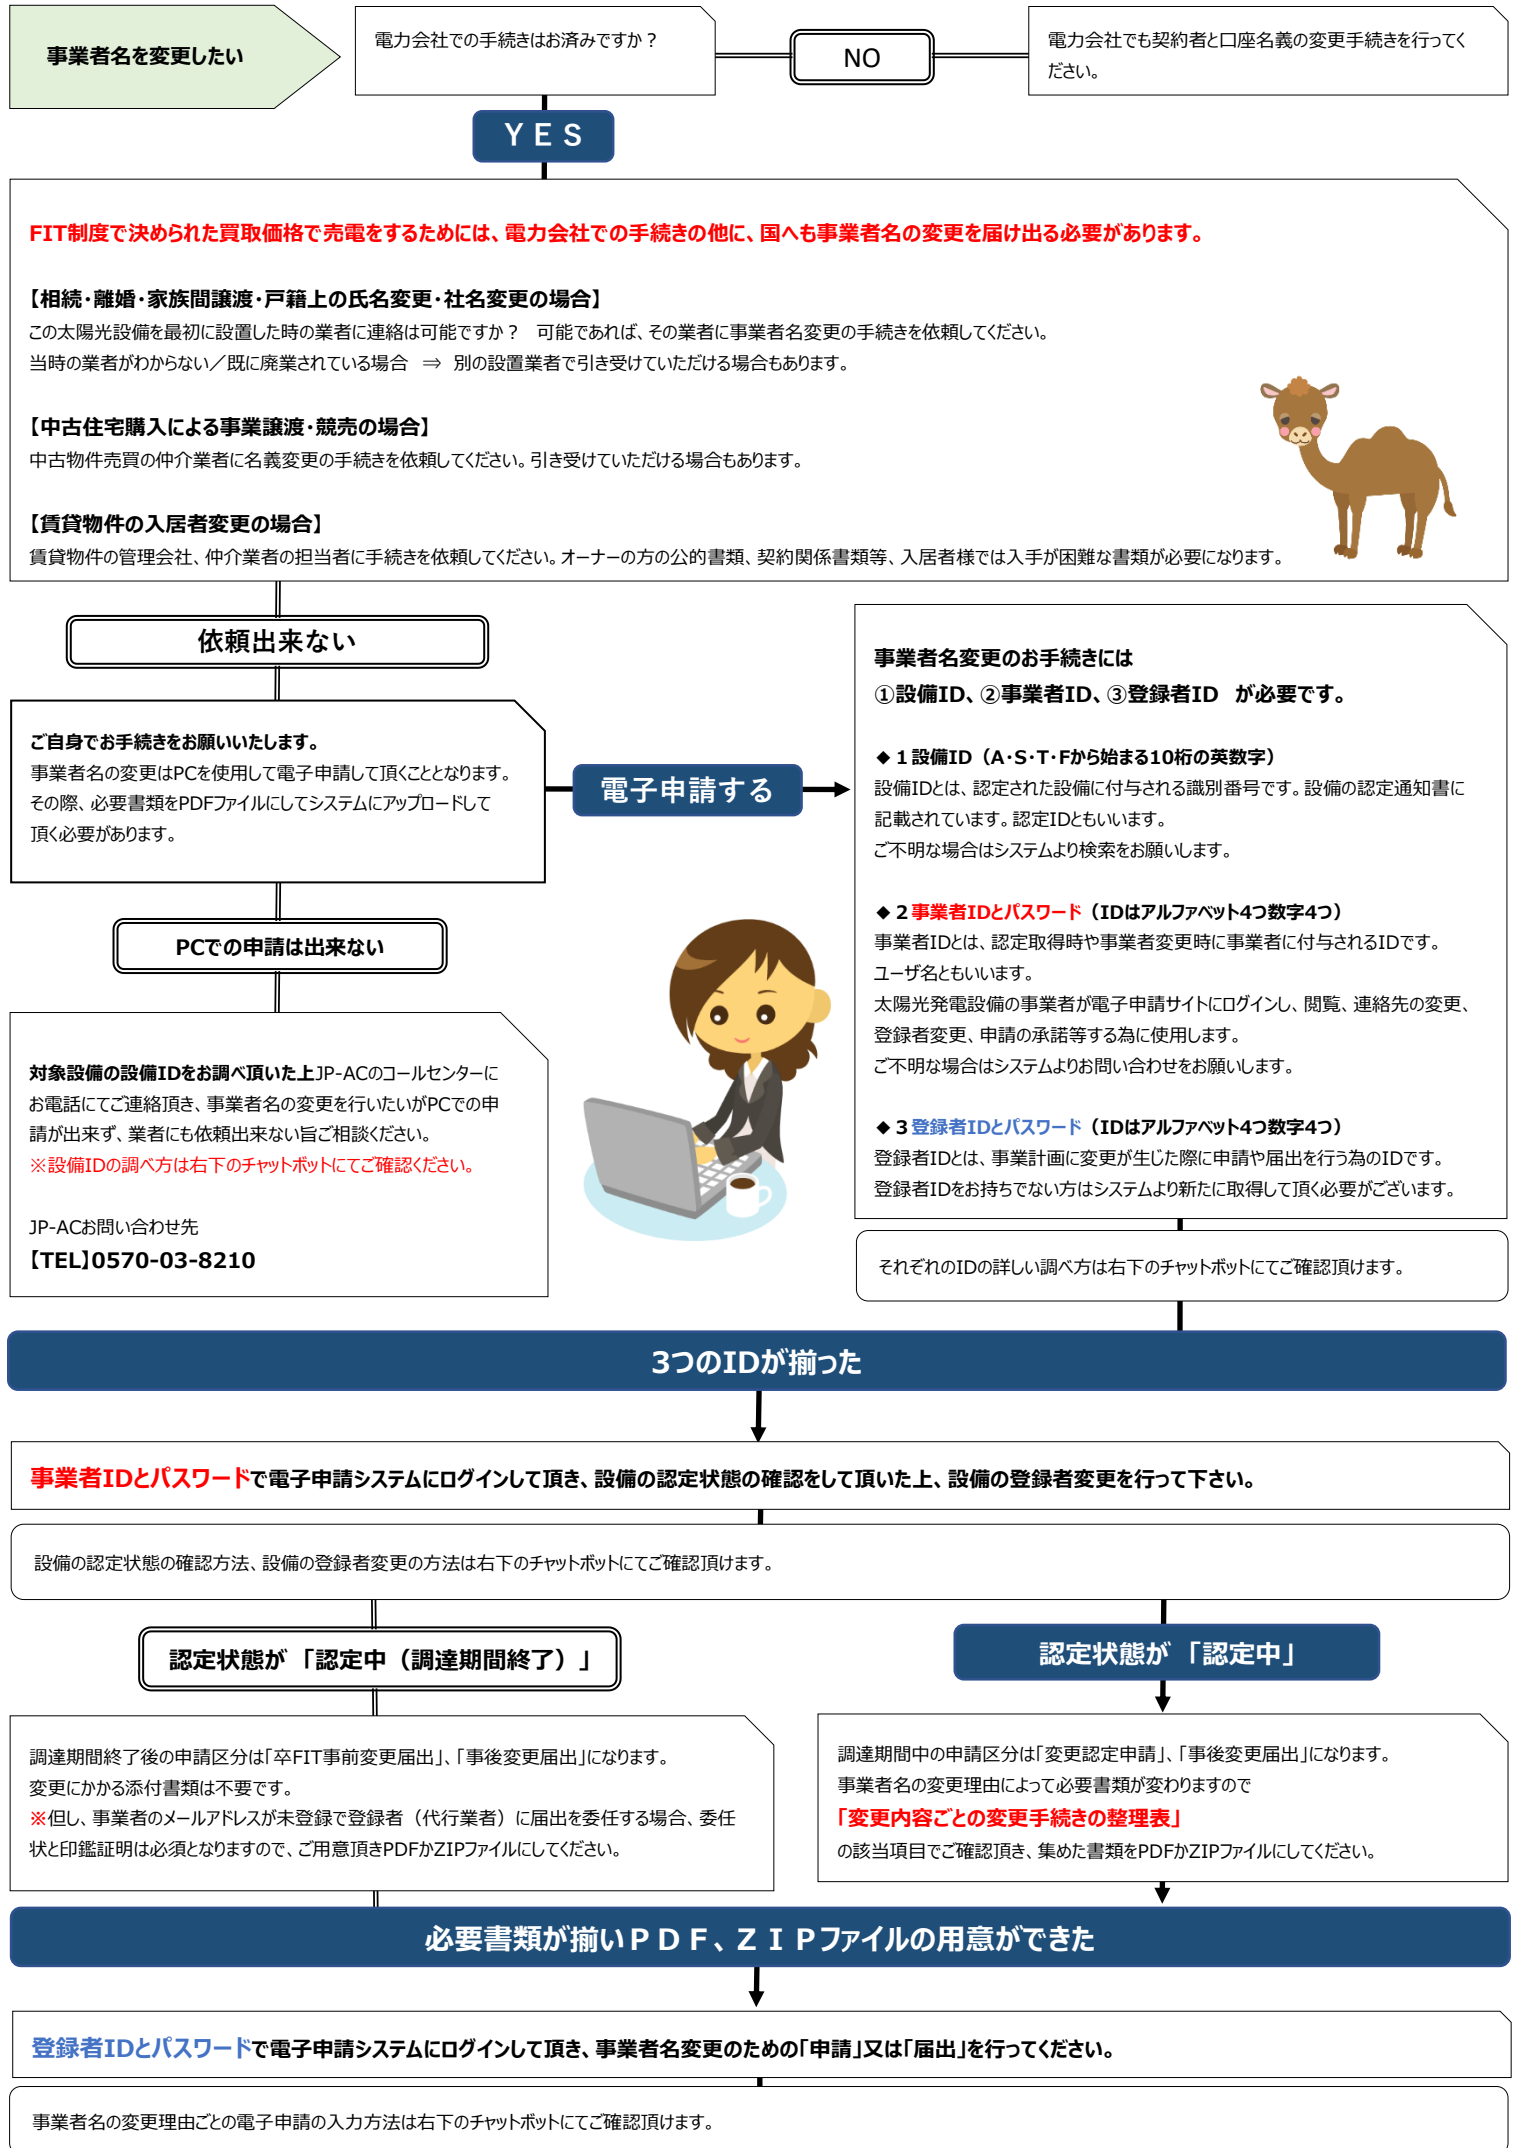 事業者名を変更したい
電力会社での手続きはお済みですか？
NO
電力会社でも契約者と口座名義の変更手続きを行ってく
ださい。
ＹＥＳ
FIT制度で決められた買取価格で売電をするためには、電力会社での手続きの他に、国へも事業者名の変更を届け出る必要があります。
【相続・離婚・家族間譲渡・戸籍上の氏名変更・社名変更の場合】
この太陽光設備を最初に設置した時の業者に連絡は可能ですか？　可能であれば、その業者に事業者名変更の手続きを依頼してください。
当時の業者がわからない／既に廃業されている場合　⇒　別の設置業者で引き受けていただける場合もあります。
【中古住宅購入による事業譲渡・競売の場合】
中古物件売買の仲介業者に名義変更の手続きを依頼してください。引き受けていただける場合もあります。
【賃貸物件の入居者変更の場合】
賃貸物件の管理会社、仲介業者の担当者に手続きを依頼してください。オーナーの方の公的書類、契約関係書類等、入居者様では入手が困難な書類が必要になります。
依頼出来ない
ご自身でお手続きをお願いいたします。
事業者名の変更はPCを使用して電子申請して頂くこととなります。
その際、必要書類をPDFファイルにしてシステムにアップロードして
頂く必要があります。
電子申請する
PCでの申請は出来ない
対象設備の設備IDをお調べ頂いた上JP-ACのコールセンターに
お電話にてご連絡頂き、事業者名の変更を行いたいがPCでの申
請が出来ず、業者にも依頼出来ない旨ご相談ください。
※設備IDの調べ方は右下のチャットボットにてご確認ください。
JP-ACお問い合わせ先
【TEL】0570-03-8210
事業者名変更のお手続きには
①設備ID、②事業者ID、③登録者ID　が必要です。
◆１設備ID（A・S・T・Fから始まる10桁の英数字）
設備IDとは、認定された設備に付与される識別番号です。設備の認定通知書に
記載されています。認定IDともいいます。
ご不明な場合はシステムより検索をお願いします。
◆２事業者IDとパスワード（IDはアルファベット4つ数字4つ）
事業者IDとは、認定取得時や事業者変更時に事業者に付与されるIDです。
ユーザ名ともいいます。
太陽光発電設備の事業者が電子申請サイトにログインし、閲覧、連絡先の変更、
登録者変更、申請の承諾等する為に使用します。
ご不明な場合はシステムよりお問い合わせをお願いします。
◆３登録者IDとパスワード（IDはアルファベット4つ数字4つ）
登録者IDとは、事業計画に変更が生じた際に申請や届出を行う為のIDです。
登録者IDをお持ちでない方はシステムより新たに取得して頂く必要がございます。
それぞれのIDの詳しい調べ方は右下のチャットボットにてご確認頂けます。
3つのIDが揃った
事業者IDとパスワードで電子申請システムにログインして頂き、設備の認定状態の確認をして頂いた上、設備の登録者変更を行って下さい。
設備の認定状態の確認方法、設備の登録者変更の方法は右下のチャットボットにてご確認頂けます。
認定状態が「認定中（調達期間終了）」
認定状態が「認定中」
調達期間終了後の申請区分は「卒FIT事前変更届出」、「事後変更届出」になります。
変更にかかる添付書類は不要です。
※但し、事業者のメールアドレスが未登録で登録者（代行業者）に届出を委任する場合、委任
状と印鑑証明は必須となりますので、ご用意頂きPDFかZIPファイルにしてください。
調達期間中の申請区分は「変更認定申請」、「事後変更届出」になります。
事業者名の変更理由によって必要書類が変わりますので
「変更内容ごとの変更手続きの整理表」
の該当項目でご確認頂き、集めた書類をPDFかZIPファイルにしてください。
必要書類が揃いＰＤＦ、ＺＩＰファイルの用意ができた
登録者IDとパスワードで電子申請システムにログインして頂き、事業者名変更のための「申請」又は「届出」を行ってください。
事業者名の変更理由ごとの電子申請の入力方法は右下のチャットボットにてご確認頂けます。